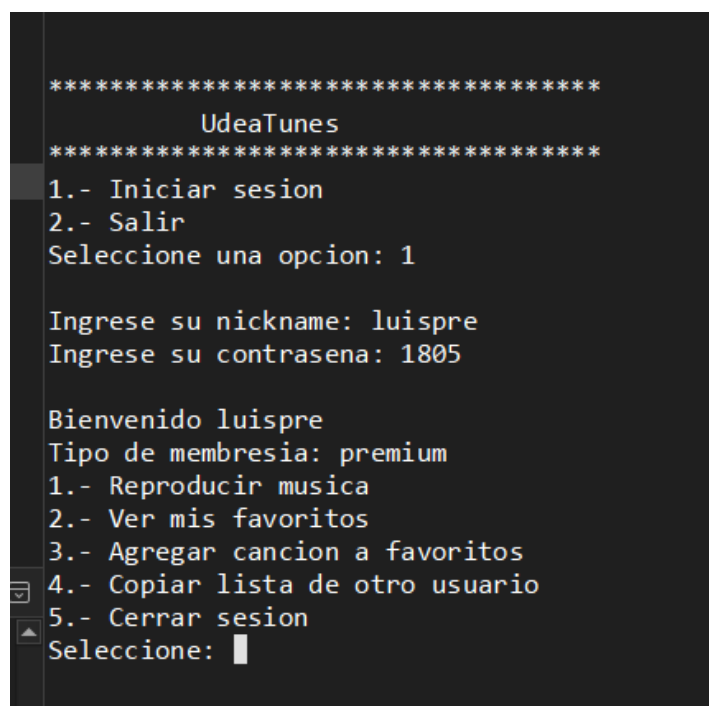 *************************************
UdeaTunes
*************************************
1.- Iniciar sesion
2.- Salir
Seleccione una opcion: 1
Ingrese su nickname: luispre
Ingrese su contrasena: 1805
Bienvenido luispre
Tipo de membresia: premium
1.- Reproducir musica
2.- Ver mis favoritos
3.- Agregar cancion a favoritos
4.- Copiar lista de otro usuario
5.- Cerrar sesion
Seleccione: